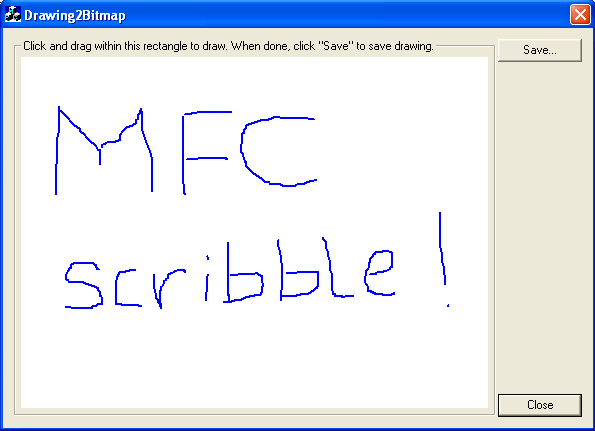 Drawing2Bitmap
Click and drag within this rectangle to draw. When done, click "Save" to save drawing.
Save...
MFC
scribble!
Close